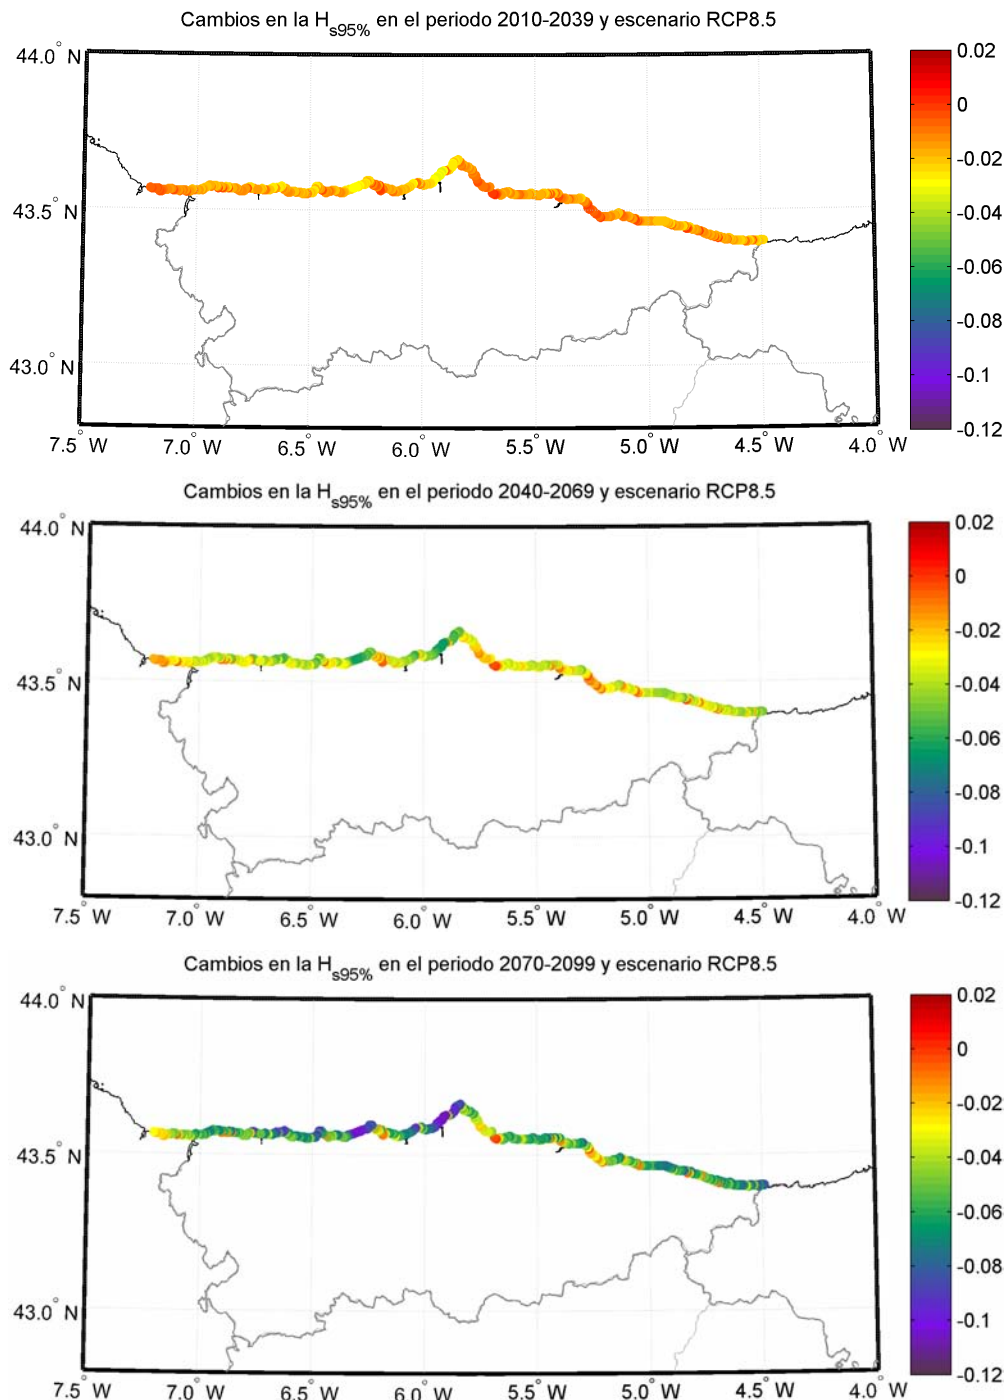 Cambios en la Hs95% en el periodo 2010-2039 y escenario RCP8.5
44.0° N
43.5° N
43.0° N
7.5° W 7.0° W 6.5° W 6.0° W 5.5° W 5.0° W 4.5° W 4.0° W
0.02
0
-0.02
-0.04
-0.06
-0.08
-0.1
-0.12
Cambios en la Hs95% en el periodo 2040-2069 y escenario RCP8.5
44.0° N
43.5° N
43.0° N
7.5° W 7.0° W 6.5° W 6.0° W 5.5° W 5.0° W 4.5° W 4.0° W
0.02
0
-0.02
-0.04
-0.06
-0.08
-0.1
-0.12
Cambios en la Hs95% en el periodo 2070-2099 y escenario RCP8.5
44.0° N
43.5° N
43.0° N
7.5° W 7.0° W 6.5° W 6.0° W 5.5° W 5.0° W 4.5° W 4.0° W
0.02
0
-0.02
-0.04
-0.06
-0.08
-0.1
-0.12